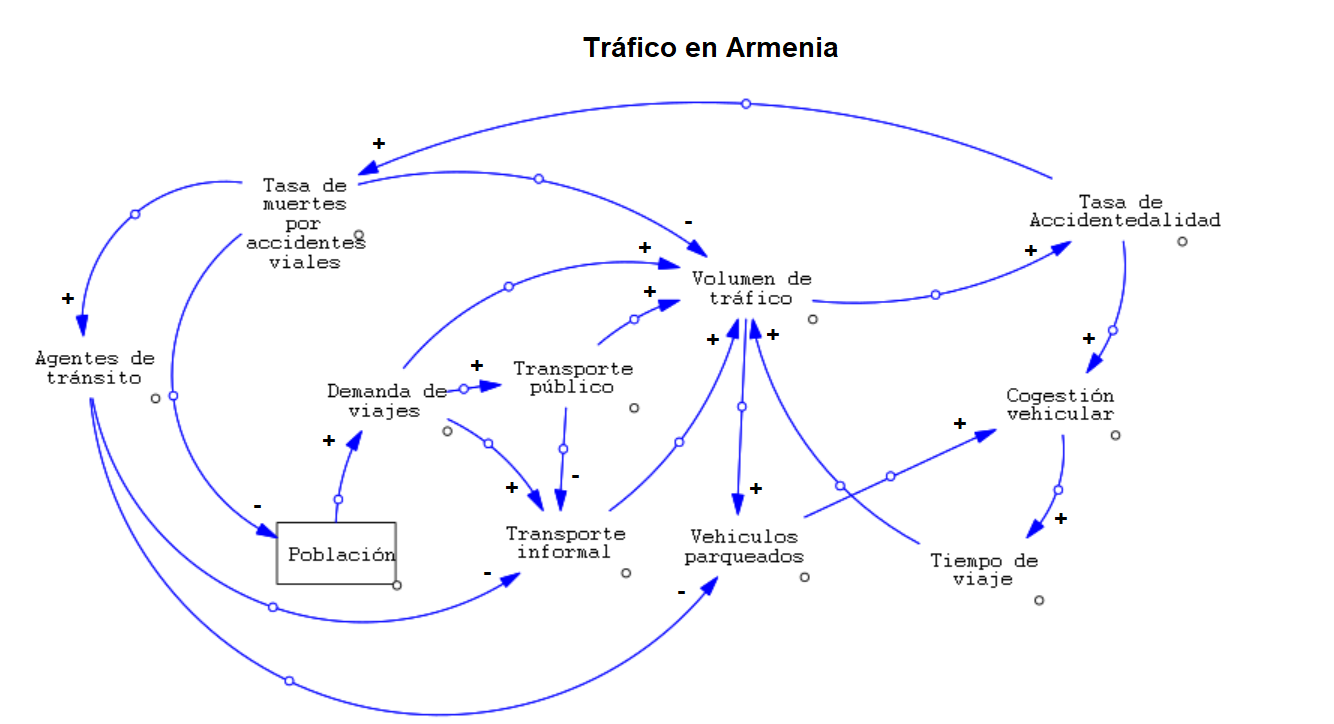 Tráfico en Armenia
+
Tasa de
muertes
por
accidentes
viales
Tasa de
Accidentedalidad
-
+
+
Volumen de
tráfico
+
+
+
+
+
Agentes de
tránsito
Transporte
público
+
Demanda de
viajes
Cogestión
vehicular
+
+
-
+
+
-
Población
Transporte
informal
Vehiculos
parqueados
+
Tiempo de
viaje
-
-